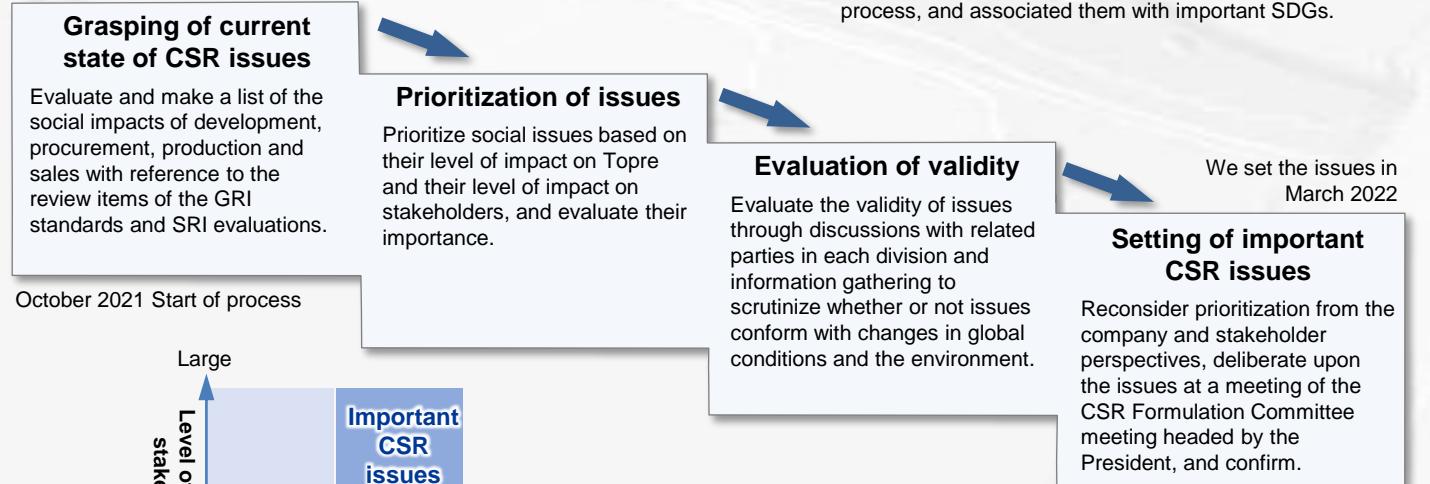 process, and associated them with important SDGs.
Grasping of current
state of CSR issues
Evaluate and make a list of the
social impacts of development,
procurement, production and
sales with reference to the
review items of the GRI
standards and SRI evaluations.
October 2021 Start of process
Prioritization of issues
Prioritize social issues based on
their level of impact on Topre
and their level of impact on
stakeholders, and evaluate their
importance.
Evaluation of validity
Evaluate the validity of issues
through discussions with related
parties in each division and
information gathering to
scrutinize whether or not issues
conform with changes in global
conditions and the environment.
We set the issues in
March 2022
Setting of important
CSR issues
Reconsider prioritization from the
company and stakeholder
perspectives, deliberate upon
the issues at a meeting of the
CSR Formulation Committee
meeting headed by the
President, and confirm.
Large
Level
Important
CSR
issues